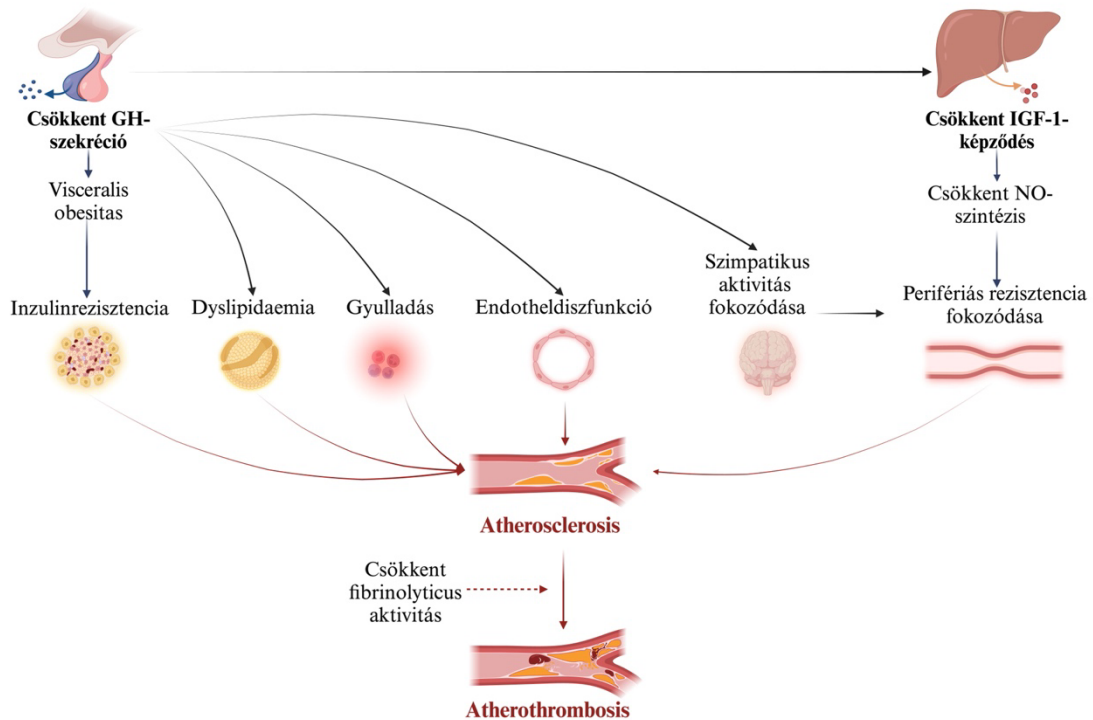 Csökkent GH-
szekréció
Csökkent IGF-1-
képződés
Visceralis
obesitas
Csökkent NO-
szintézis
Inzulinrezisztencia
Dyslipidaemia
Gyulladás
Endotheldiszfunkció
Szimpatikus
aktivitás
fokozódása
Perifériás rezisztencia
fokozódása
Atherosclerosis
Csökkent
fibrinolyticus
aktivitás
Atherothrombosis